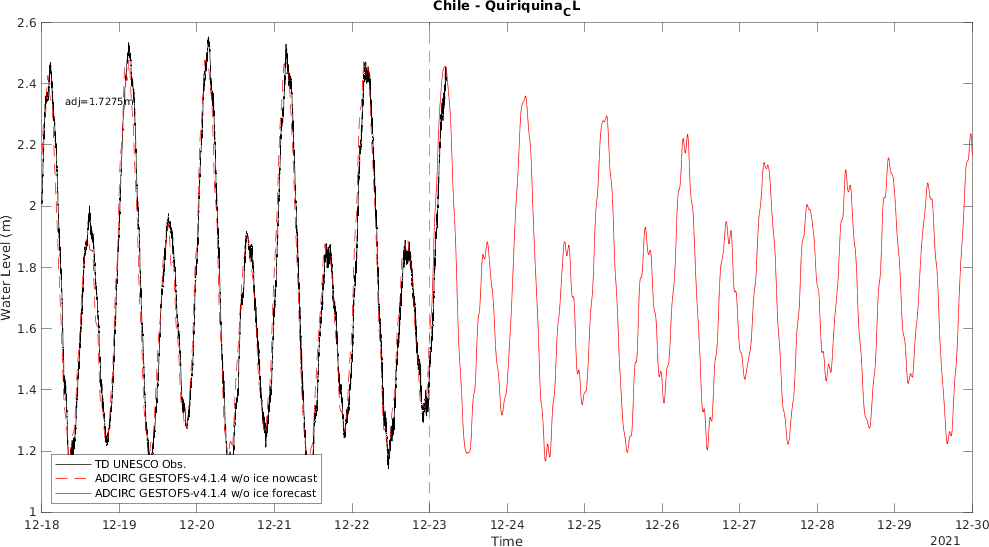 Chile - Quiriquina_CL
2.6
2.4
adj=1.7275m
2.2
2
1.8
1.6
1.4
1.2
1
Water Level (m)
TD UNESCO Obs.
ADCIRC GESTOFS-v4.1.4 w/o ice nowcast
ADCIRC GESTOFS-v4.1.4 w/o ice forecast
12-18 12-19 12-20 12-21 12-22 12-23 12-24 12-25 12-26 12-27 12-28 12-29 12-30
Time
2021